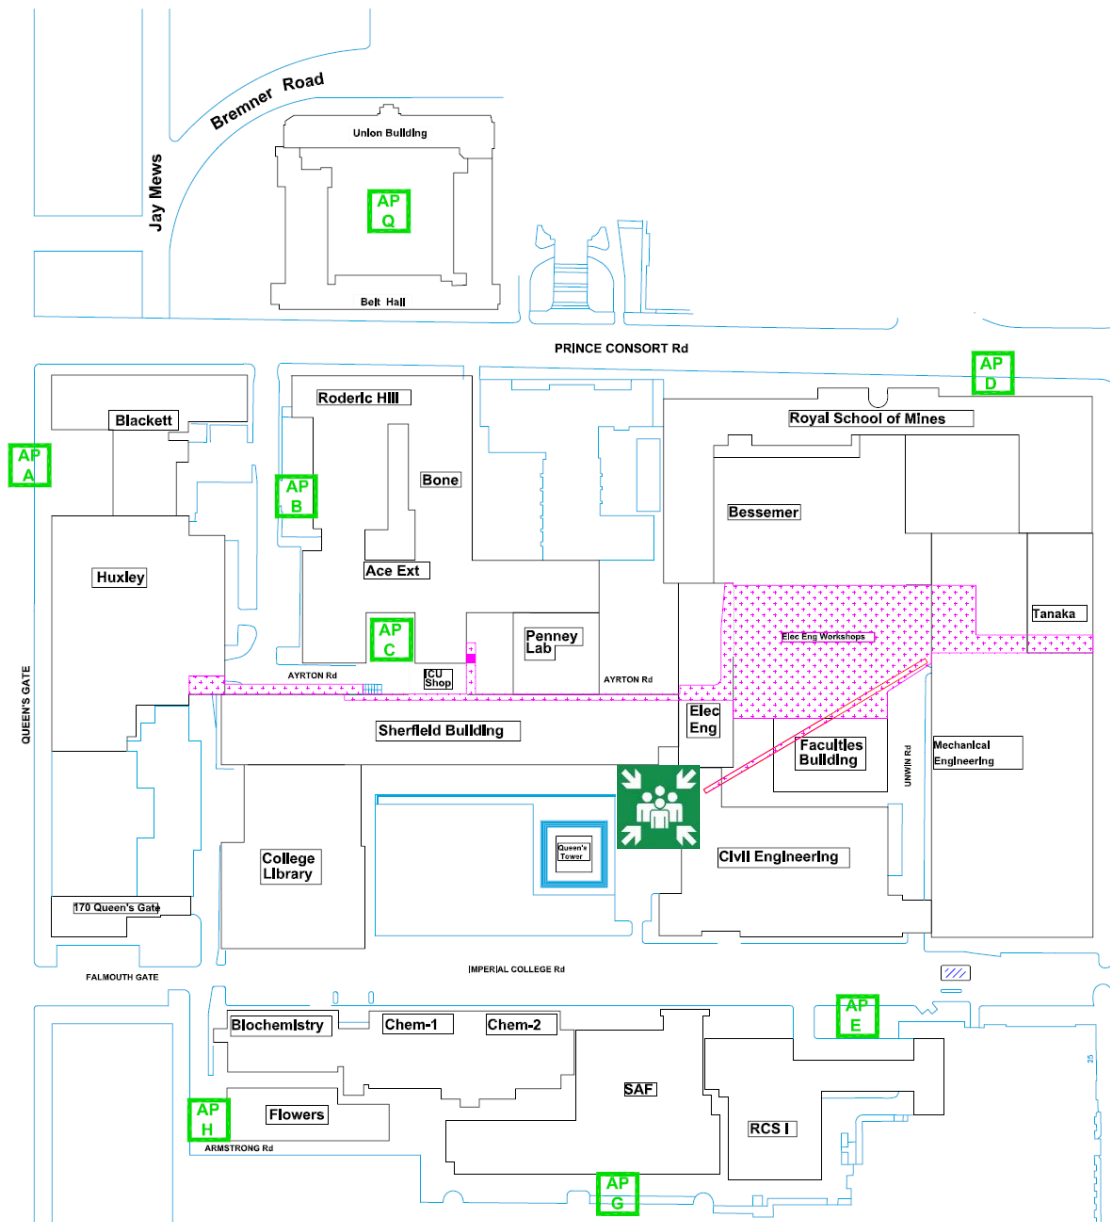 Bremner Road
Jay Mews
Union Building
AP
Q
Belt Hall
PRINCE CONSORT Rd
AP
D
Roderic Hill
Blackett
Royal School of Mines
AP
A
Bone
AP
B
Bessemer
Huxley
Ace Ext
Tanaka
AP
C
Penney
Lab
Elec Eng Workshops
AYRTON Rd
ICU
Shop
AYRTON Rd
QUEEN'S GATE
Sherfield Building
Elec
Eng
Faculties
Building
UNWIN Rd
Mechanical
Engineering
College
Library
Queen's
Tower
Civil Engineering
170 Queen's Gate
FALMOUTH GATE
IMPERIAL COLLEGE Rd
Biochemistry
Chem-1
Chem-2
AP
E
25
SAF
Flowers
AP
H
RCS I
ARMSTRONG Rd
AP
G